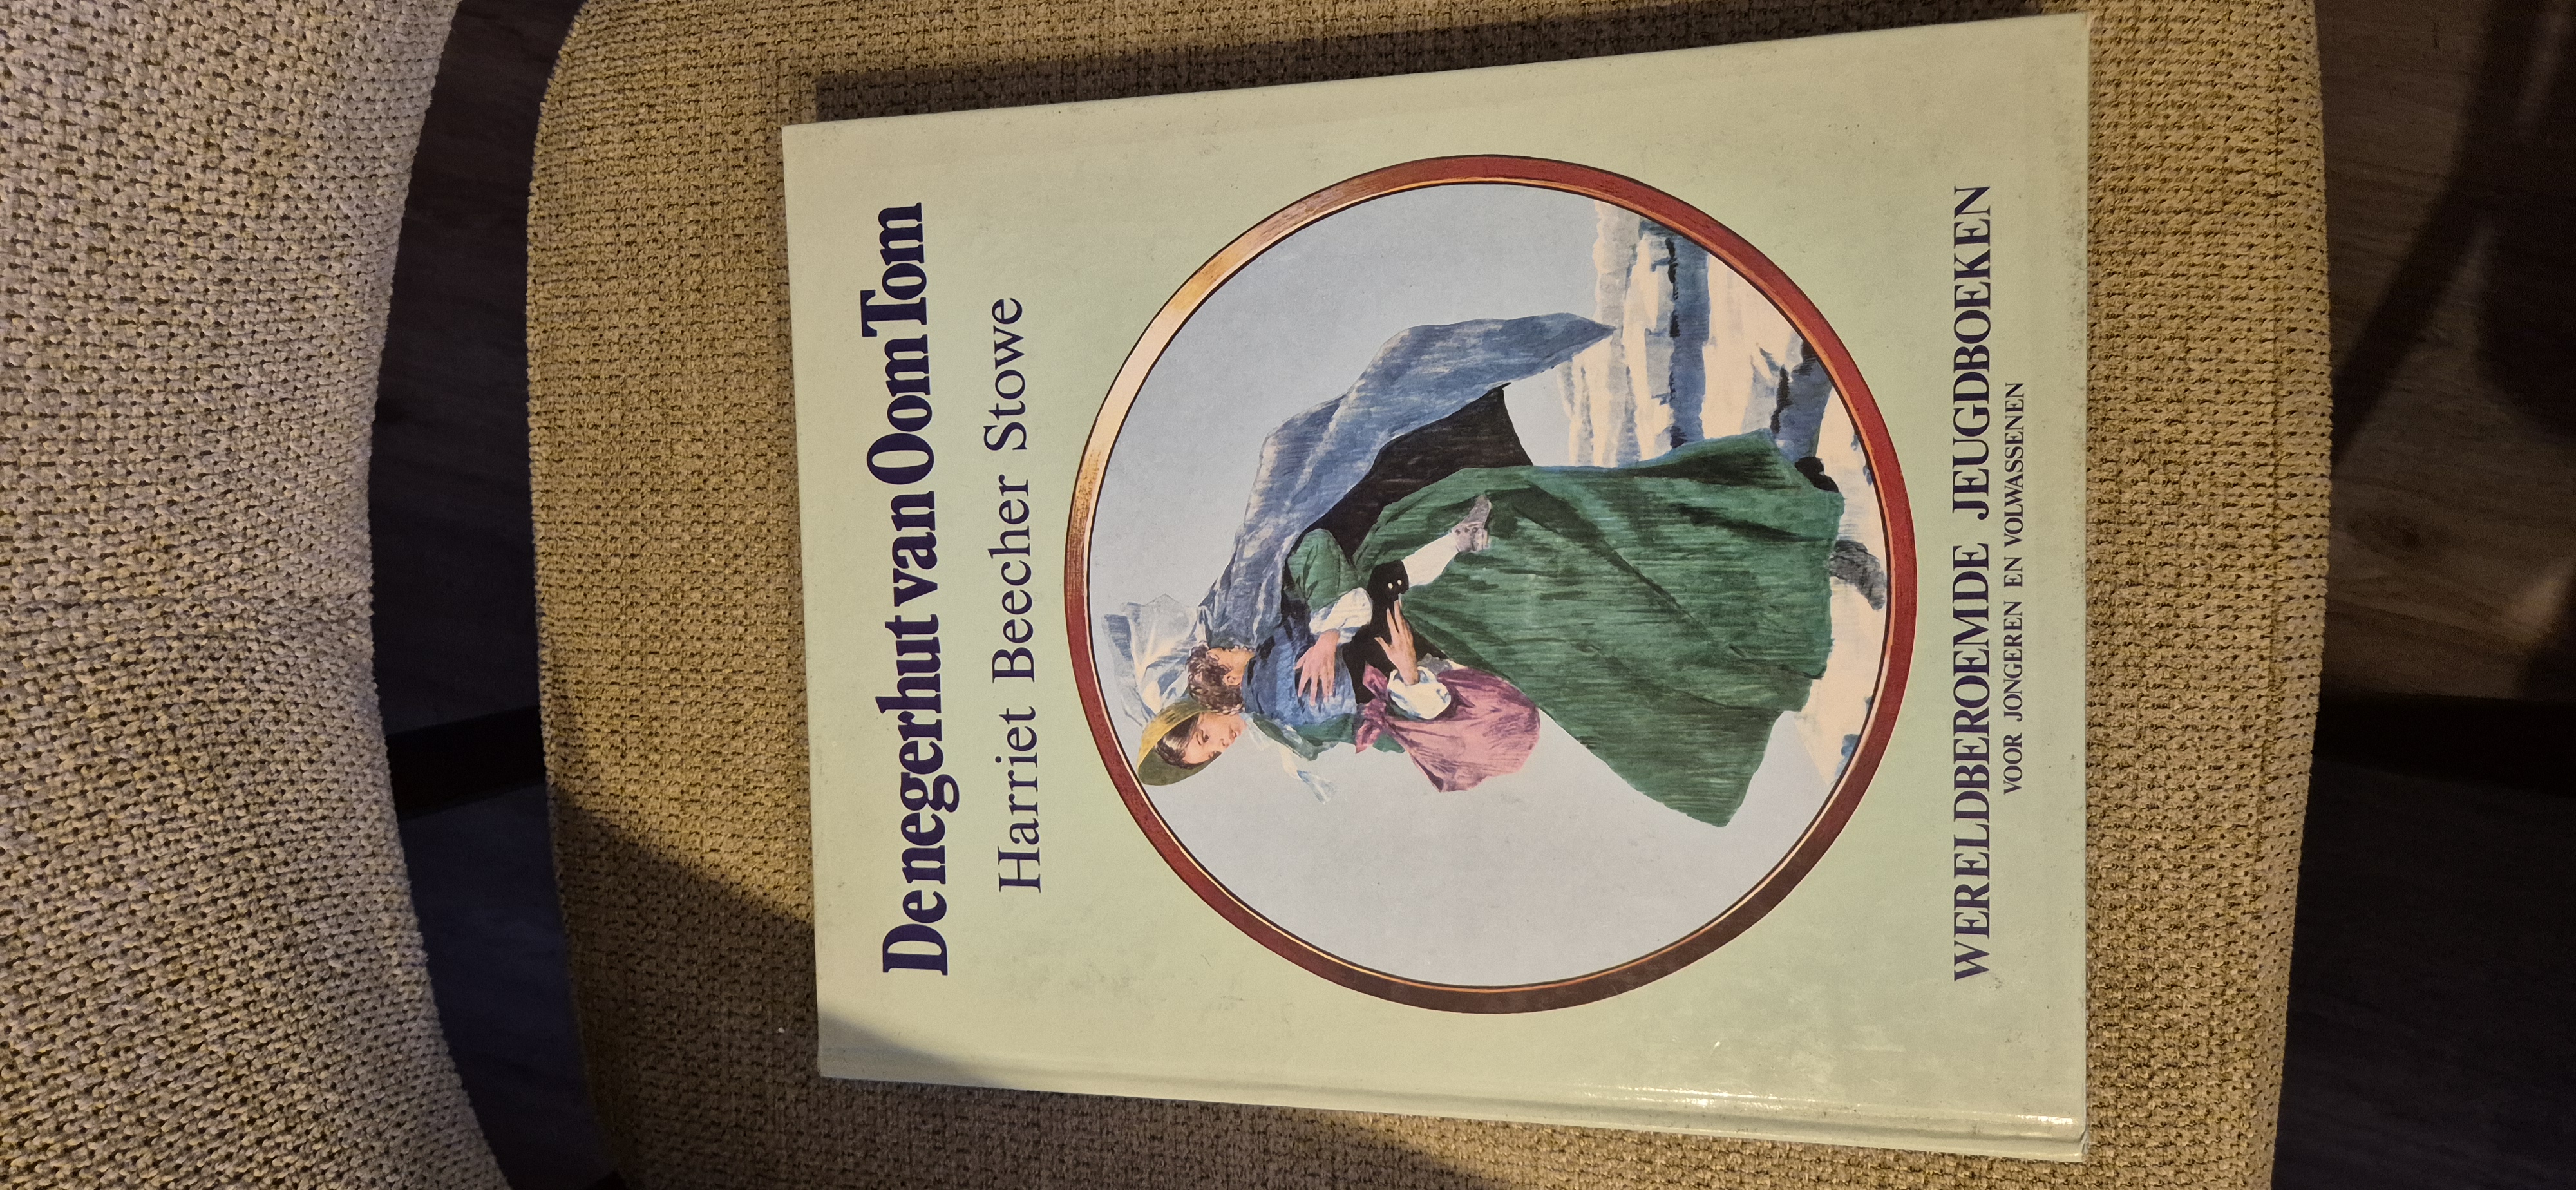 De negerhut van Oom Tom
Harriet Beecher Stowe
WERELDBEROEMDE JEUGDBOEKEN
VOOR JONGEREN EN VOLWASSENEN